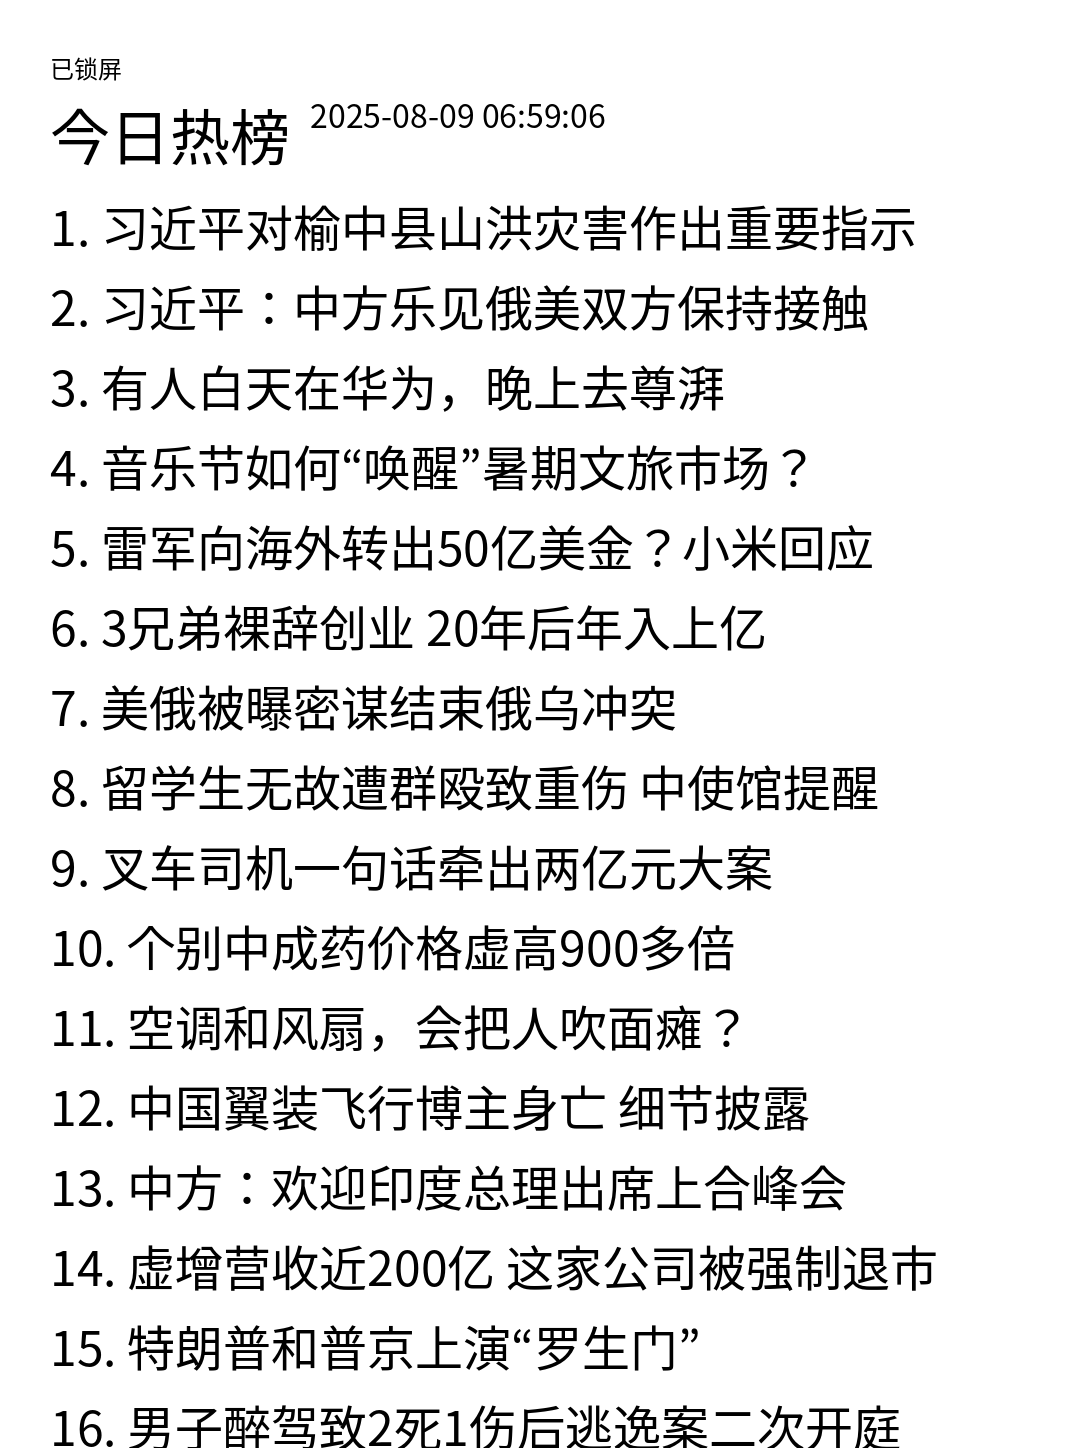 已锁屏
今日热榜 2025-08-09 06:59:06
1. 习近平对榆中县山洪灾害作出重要指示
2. 习近平：中方乐见俄美双方保持接触
3. 有人白天在华为，晚上去尊湃
4. 音乐节如何“唤醒”暑期文旅市场？
5. 雷军向海外转出50亿美金？小米回应
6. 3兄弟裸辞创业 20年后年入上亿
7. 美俄被曝密谋结束俄乌冲突
8. 留学生无故遭群殴致重伤 中使馆提醒
9. 叉车司机一句话牵出两亿元大案
10. 个别中成药价格虚高900多倍
11. 空调和风扇，会把人吹面瘫？
12. 中国翼装飞行博主身亡 细节披露
13. 中方：欢迎印度总理出席上合峰会
14. 虚增营收近200亿 这家公司被强制退市
15. 特朗普和普京上演“罗生门”
16. 男子醉驾致2死1伤后逃逸案二次开庭